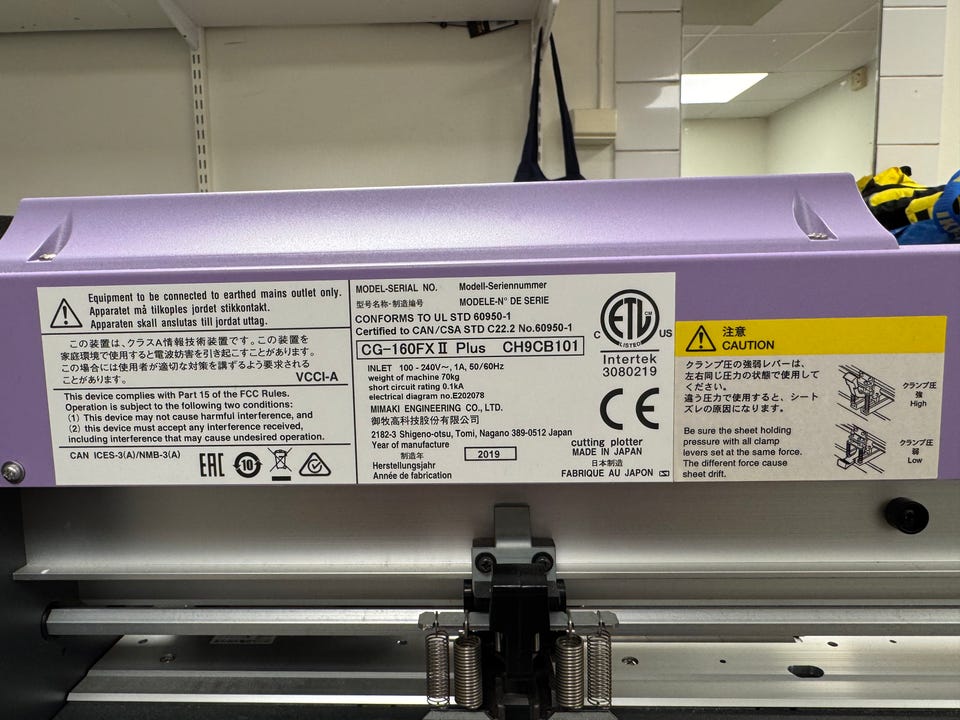 Equipment to be connected to earthed mains outlet only.
Apparatet må tilkoples jordet stikkontakt.
Apparaten skall anslutas till jordat uttag.
この装置は、クラスA情報技術装置です。この装置を
家庭環境で使用すると電波妨害を引き起こすことがあります。
この場合には使用者が適切な対策を講ずるよう要求される
ことがあります。
VCCI-A
This device complies with Part 15 of the FCC Rules.
Operation is subject to the following two conditions:
(1) This device may not cause harmful interference, and
(2) this device must accept any interference received,
including interference that may cause undesired operation.
CAN ICES-3(A)/NMB-3(A)
EAC
10
MODEL-SERIAL NO. Modell-Seriennummer
型号名称·制造编号 MODELE-N° DE SERIE
CONFORMS TO UL STD 60950-1
Certified to CAN/CSA STD C22.2 No.60950-1
CG-160FXⅡ Plus CH9CB101
INLET 100 - 240V~, 1A, 50/60Hz
weight of machine 70kg
short circuit rating 0.1kA
electrical diagram no.E202078
MIMAKI ENGINEERING CO., LTD.
御牧高科技股份有限公司
2182-3 Shigeno-otsu, Tomi, Nagano 389-0512 Japan
Year of manufacture
制造年
Herstellungsjahr
Année de fabrication
2019
ETL
LISTED
C US
Intertek
3080219
CE
cutting plotter
MADE IN JAPAN
日本制造
FABRIQUE AU JAPON
注意
CAUTION
クランプ圧の強弱レバーは、
左右同じ圧力の状態で使用して
ください。
違う圧力で使用すると、シート
ズレの原因になります。
Be sure the sheet holding
pressure with all clamp
levers set at the same force.
The different force cause
sheet drift.
クランプ圧
強
High
クランプ圧
弱
Low